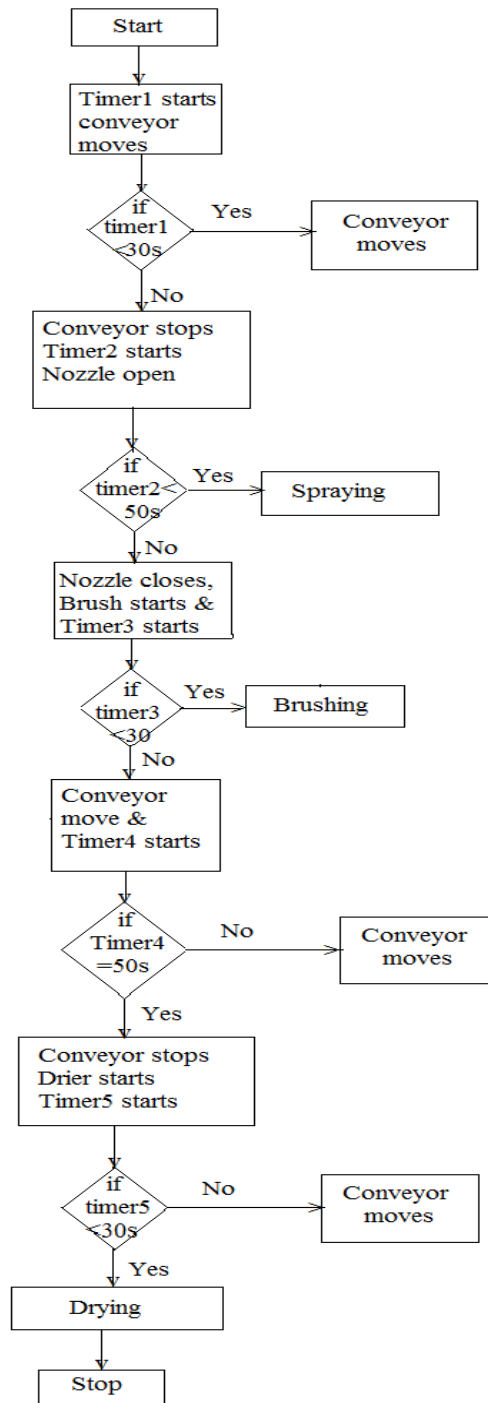 Start
Timer1 starts
conveyor
moves
if
timer1
<30s
Yes
Conveyor
moves
No
Conveyor stops
Timer2 starts
Nozzle open
if
timer2<
50s
Yes
Spraying
No
Nozzle closes,
Brush starts &
Timer3 starts
if
timer3
<30
Yes
Brushing
No
Conveyor
move &
Timer4 starts
if
Timer4
=50s
No
Conveyor
moves
Yes
Conveyor stops
Drier starts
Timer5 starts
if
timer5
<30s
No
Conveyor
moves
Yes
Drying
Stop